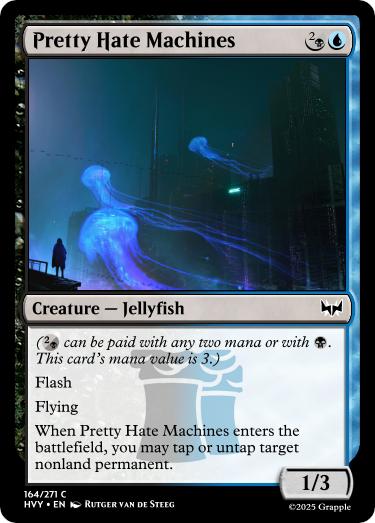 Pretty Hate Machines 2
Creature — Jellyfish
(2 can be paid with any two mana or with .
This card's mana value is 3.)
Flash
Flying
When Pretty Hate Machines enters the
battlefield, you may tap or untap target
nonland permanent.
1/3
164/271 C
HVY • EN Rutger van de Steeg
©2025 Grapple